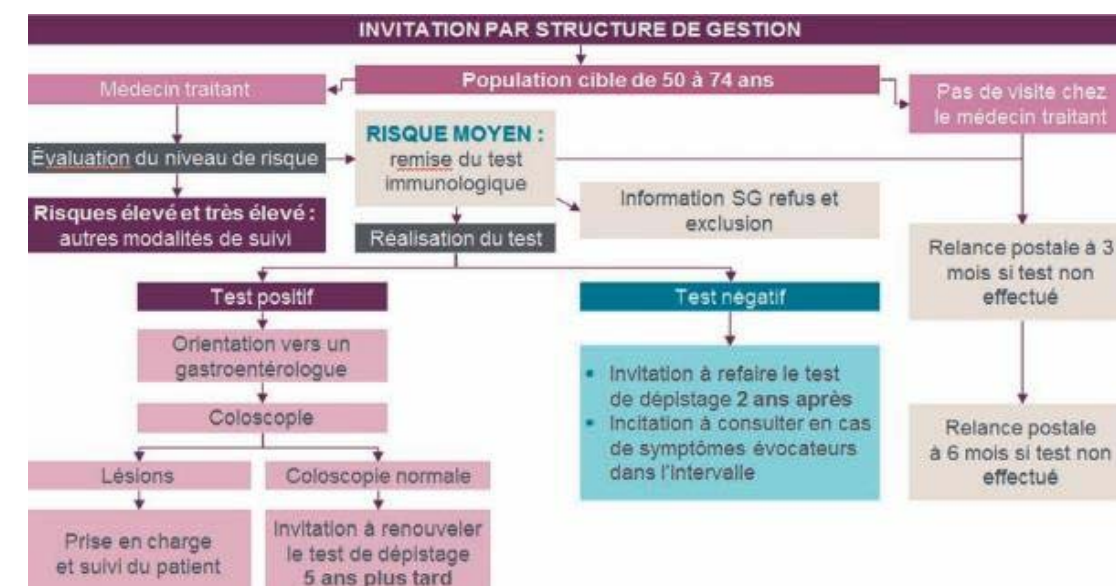 INVITATION PAR STRUCTURE DE GESTION
Population cible de 50 à 74 ans
Médecin traitant
Pas de visite chez
le médecin traitant
RISQUE MOYEN :
remise du test
immunologique
Évaluation du niveau de risque
Information SG refus et
exclusion
Risques élevé et très élevé :
autres modalités de suivi
Réalisation du test
Relance postale à 3
mois si test non
effectué
Test positif
Test négatif
Orientation vers un
gastroentérologue
Invitation à refaire le test
de dépistage 2 ans après
Incitation à consulter en cas
de symptômes évocateurs
dans l'intervalle
Coloscopie
Relance postale
à 6 mois si test non
effectué
Lésions
Coloscopie normale
Prise en charge
et suivi du patient
Invitation à renouveler
le test de dépistage
5 ans plus tard